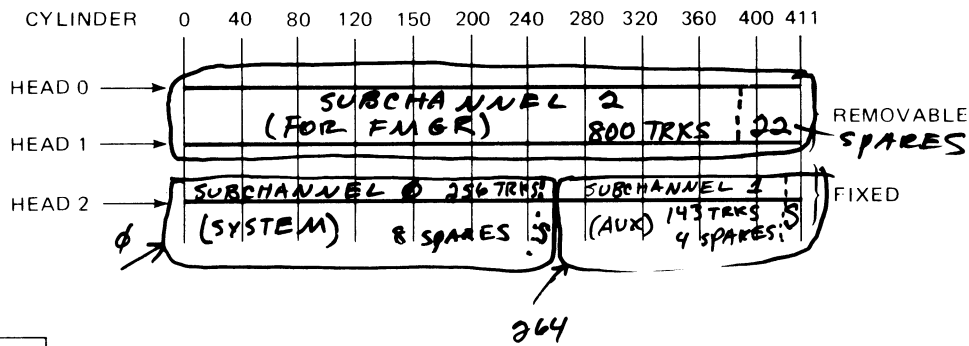 CYLINDER 0 40 80 120 160 200 240 280 320 360 400 411
HEAD 0
SUBCHANNEL 2
(FOR FMGR) 800 TRKS 22
REMOVABLE
SPARES
HEAD 1
SUBCHANNEL Ø 256 TRKS SUBCHANNEL 1
FIXED
HEAD 2
(SYSTEM) 8 SPARES S (AUX) 143 TRKS S
4 SPARES
Ø
264